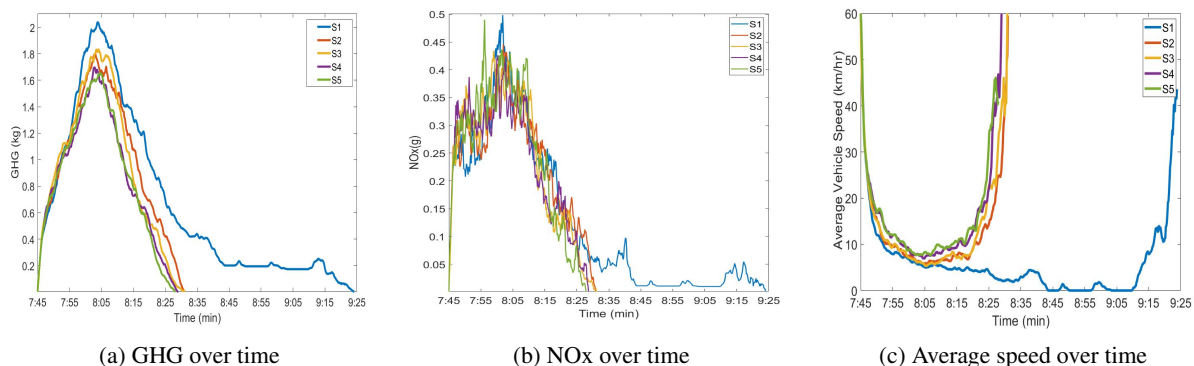 GHG (kg)
2
1.8
1.6
1.4
1.2
1
0.8
0.6
0.4
0.2
7:45 7:55 8:05 8:15 8:25 8:35 8:45 8:55 9:05 9:15 9:25
Time (min)
S1
S2
S3
S4
S5
(a) GHG over time
NOx(g)
0.5
0.45
0.4
0.35
0.3
0.25
0.2
0.15
0.1
0.05
7:45 7:55 8:05 8:15 8:25 8:35 8:45 8:55 9:05 9:15 9:25
Time (min)
S1
S2
S3
S4
S5
(b) NOx over time
Average Vehicle Speed (km/hr)
60
50
40
30
20
10
0
7:45 7:55 8:05 8:15 8:25 8:35 8:45 8:55 9:05 9:15 9:25
Time (min)
S1
S2
S3
S4
S5
(c) Average speed over time